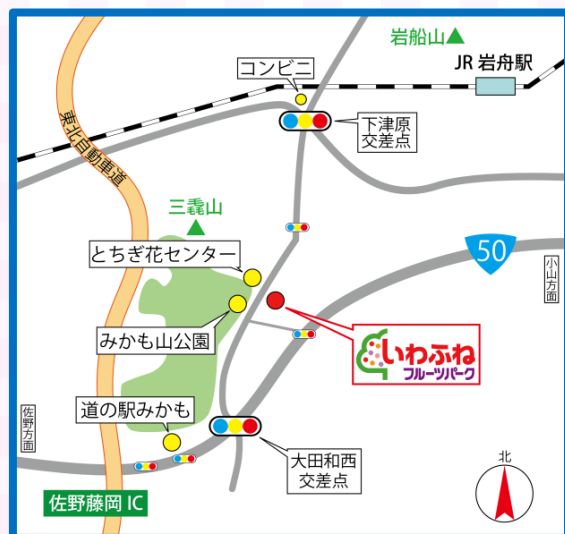 岩船山
コンビニ
JR 岩舟駅
下津原
交差点
東北自動車道
三毳山
とちぎ花センター
50
小山方面
みかも山公園
いわふね
フルーツパーク
道の駅みかも
佐野方面
大田和西
交差点
北
佐野藤岡 IC